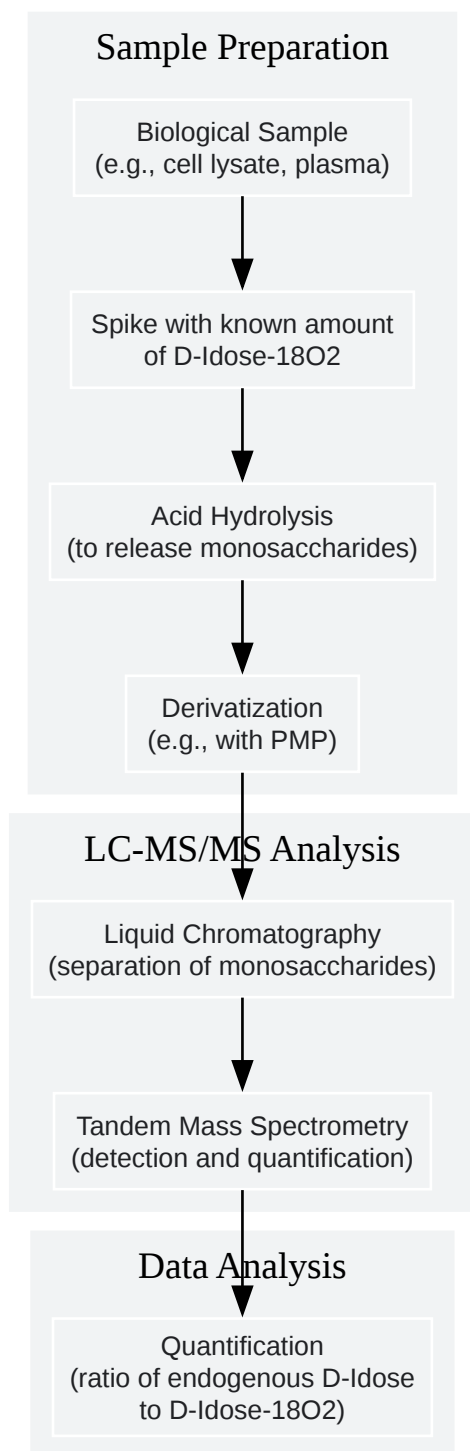 Sample Preparation
Biological Sample
(e.g., cell lysate, plasma)
Spike with known amount
of D-Idose-18O2
Acid Hydrolysis
(to release monosaccharides)
Derivatization
(e.g., with PMP)
LC-MS/MS Analysis
Liquid Chromatography
(separation of monosaccharides)
Tandem Mass Spectrometry
(detection and quantification)
Data Analysis
Quantification
(ratio of endogenous D-Idose
to D-Idose-18O2)